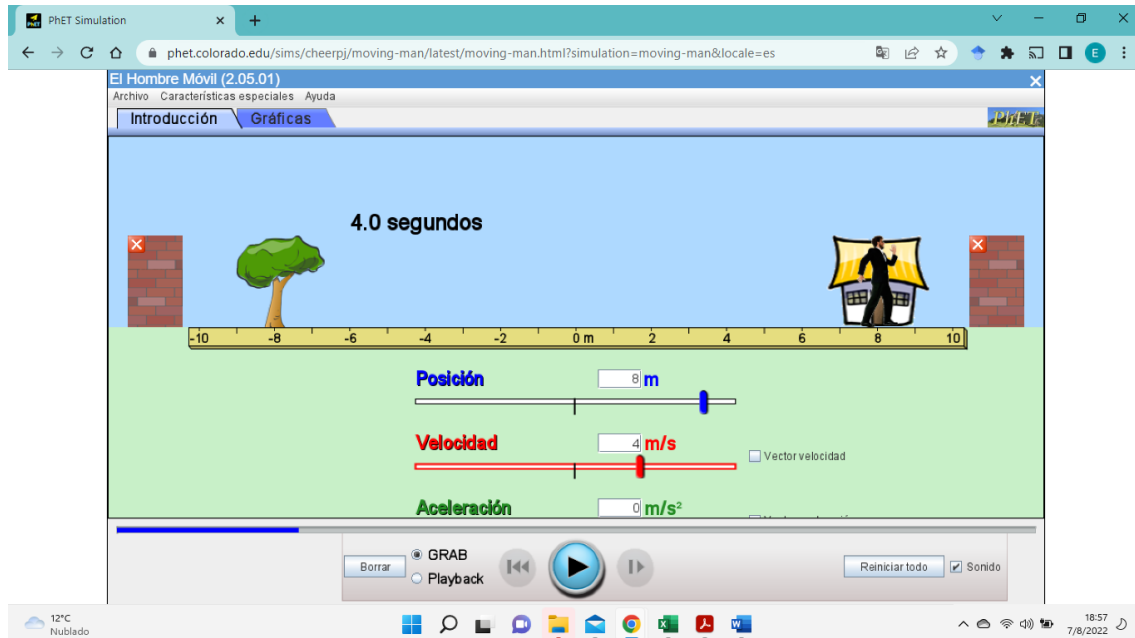 PhET Simulation
phet.colorado.edu/sims/cheerpj/moving-man/latest/moving-man.html?simulation=moving-man&locale=es
E
El Hombre Móvil (2.05.01)
Archivo Características especiales Ayuda
Introducción Gráficas
PhET
4.0 segundos
-10 -8 -6 -4 -2 0 m 2 4 6 8 10
Posición 8 m
Velocidad 4 m/s
Vector velocidad
Aceleración 0 m/s²
Borrar
GRAB
Playback
Reiniciar todo
Sonido
12°C
Nublado
18:57
7/8/2022